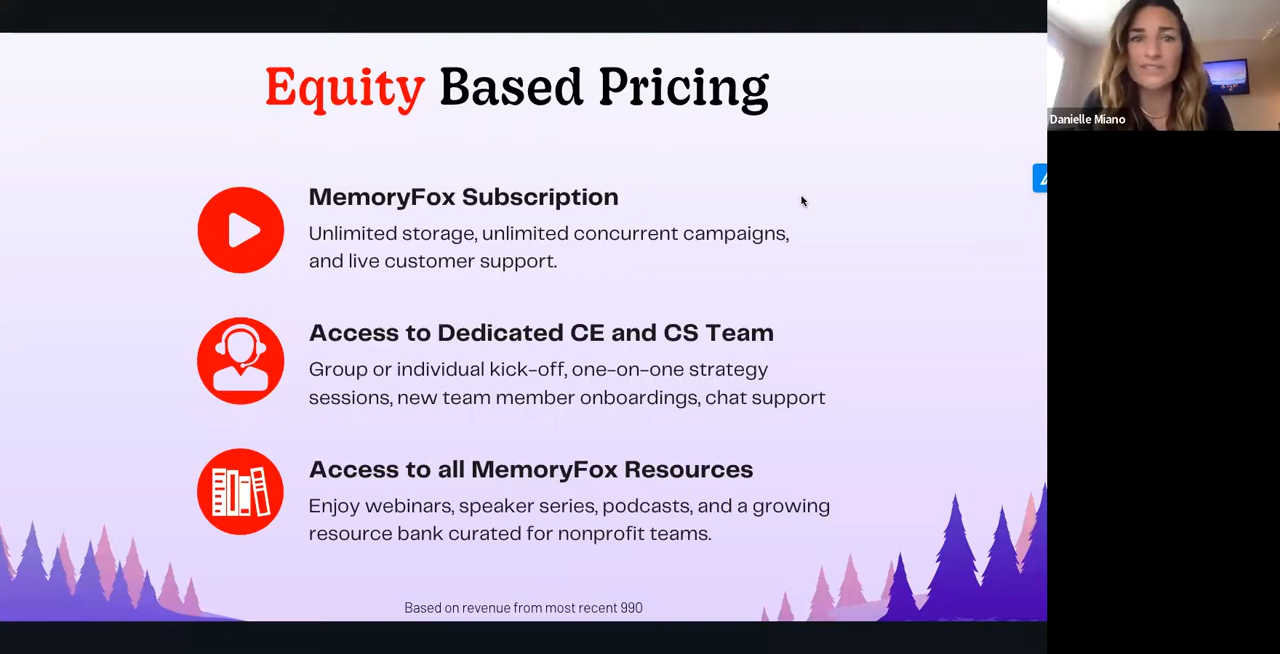 Equity Based Pricing
MemoryFox Subscription
Unlimited storage, unlimited concurrent campaigns,
and live customer support.
Access to Dedicated CE and CS Team
Group or individual kick-off, one-on-one strategy
sessions, new team member onboardings, chat support
Access to all MemoryFox Resources
Enjoy webinars, speaker series, podcasts, and a growing
resource bank curated for nonprofit teams.
Based on revenue from most recent 990
Danielle Miano